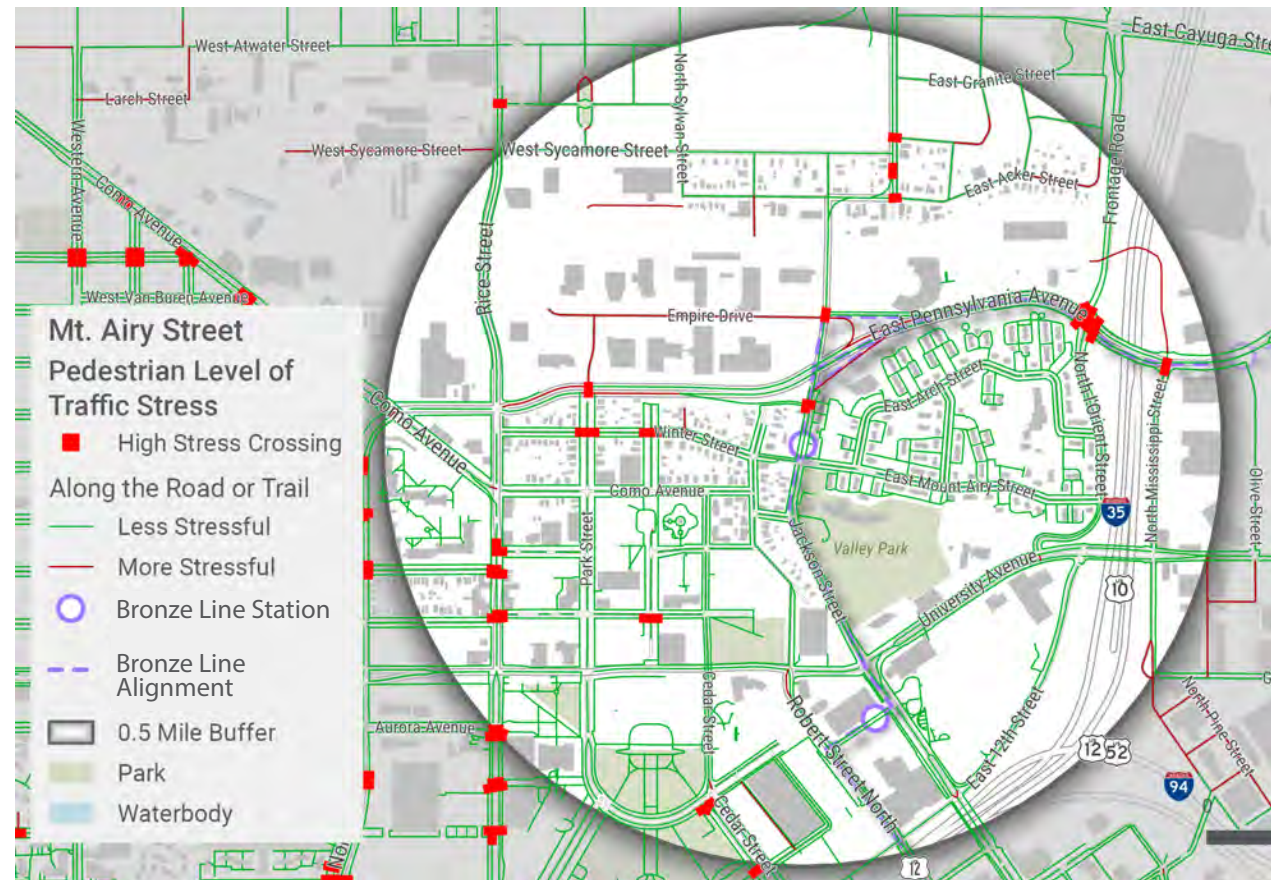 East Cayuga Stre
West Atwater Street
East Granite Street
Larch Street
North Sylvan Street
West Sycamore Street
West Sycamore Street
Western Avenue
Como Avenue
East Acker Street
Frontage Road
Rice Street
West Van Buren Avenue
Empire Drive
East Pennsylvania Avenue
Mt. Airy Street
Pedestrian Level of
Traffic Stress
High Stress Crossing
Along the Road or Trail
Less Stressful
More Stressful
Bronze Line Station
Bronze Line
Alignment
0.5 Mile Buffer
Park
Waterbody
Como Avenue
Winter Street
East Arch Street
North L'Orient Street
North Mississippi Street
Olive Street
Como Avenue
East Mount Airy Street
35
Park Street
Jackson Street
Valley Park
University Avenue
10
Cedar Street
Aurora Avenue
Robert Street North
East 12th Street
North Pine Street
12
52
94
Cedar Street
12